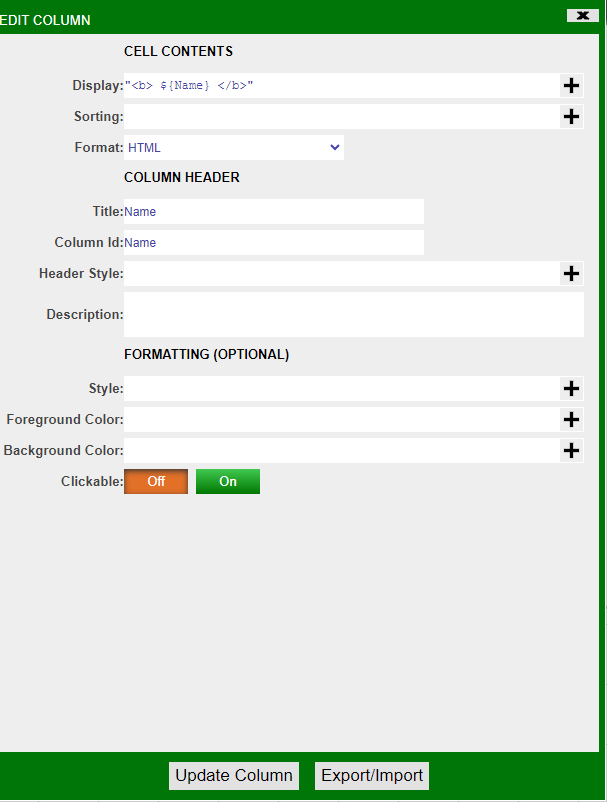 EDIT COLUMN
CELL CONTENTS
Display: "<b> ${Name} </b>"
Sorting:
Format: HTML
COLUMN HEADER
Title: Name
Column Id: Name
Header Style:
Description:
FORMATTING (OPTIONAL)
Style:
Foreground Color:
Background Color:
Clickable: Off On
Update Column Export/Import